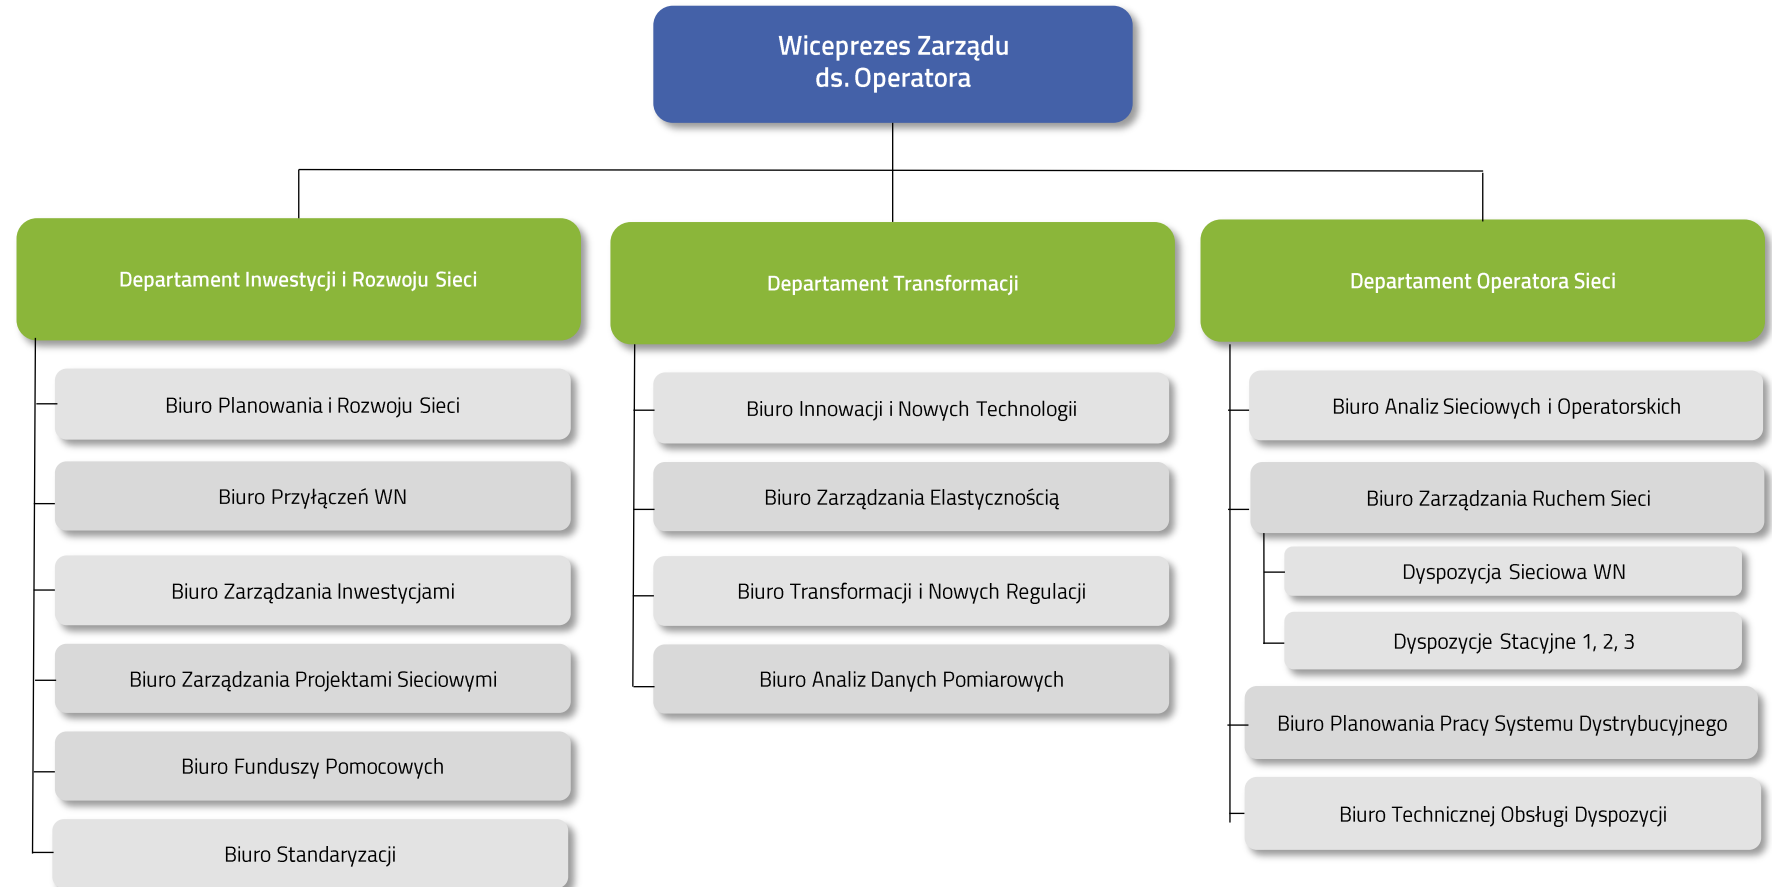 Wiceprezes Zarządu
ds. Operatora
Departament Inwestycji i Rozwoju Sieci
Biuro Planowania i Rozwoju Sieci
Biuro Przyłączeń WN
Biuro Zarządzania Inwestycjami
Biuro Zarządzania Projektami Sieciowymi
Biuro Funduszy Pomocowych
Biuro Standaryzacji
Departament Transformacji
Biuro Innowacji i Nowych Technologii
Biuro Zarządzania Elastycznością
Biuro Transformacji i Nowych Regulacji
Biuro Analiz Danych Pomiarowych
Departament Operatora Sieci
Biuro Analiz Sieciowych i Operatorskich
Biuro Zarządzania Ruchem Sieci
Dyspozycja Sieciowa WN
Dyspozycje Stacyjne 1, 2, 3
Biuro Planowania Pracy Systemu Dystrybucyjnego
Biuro Technicznej Obsługi Dyspozycji